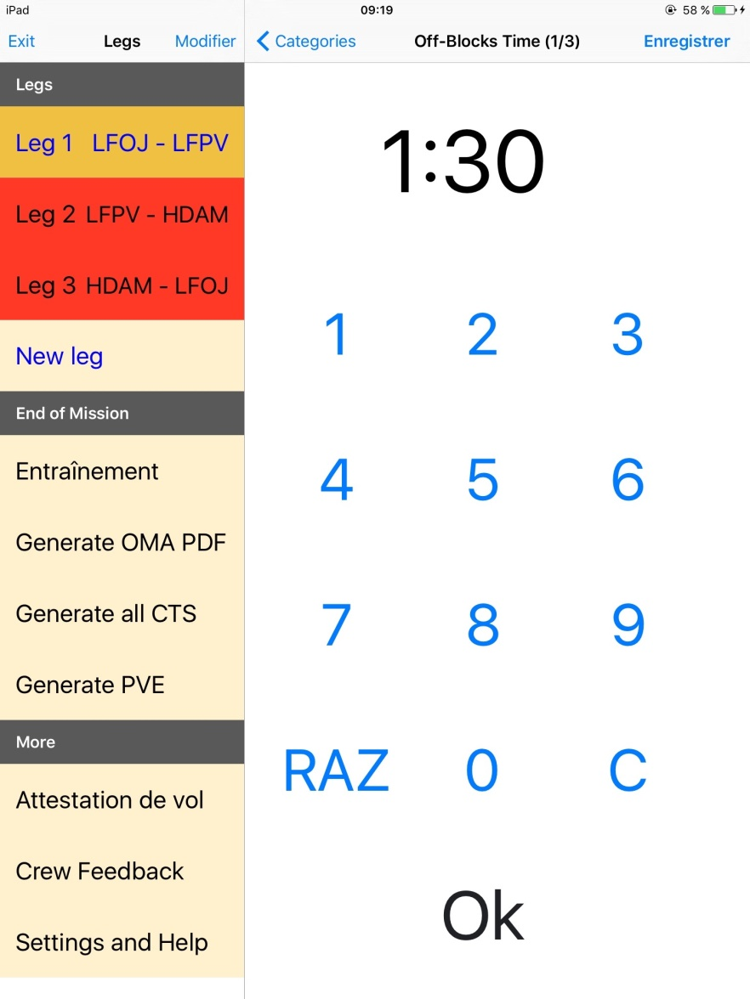 iPad 09:19 58 %
Exit Legs Modifier
Categories Off-Blocks Time (1/3) Enregistrer
Legs
Leg 1 LFOJ - LFPV
Leg 2 LFPV - HDAM
Leg 3 HDAM - LFOJ
New leg
End of Mission
Entraînement
Generate OMA PDF
Generate all CTS
Generate PVE
More
Attestation de vol
Crew Feedback
Settings and Help
1:30
1 2 3
4 5 6
7 8 9
RAZ 0 C
Ok